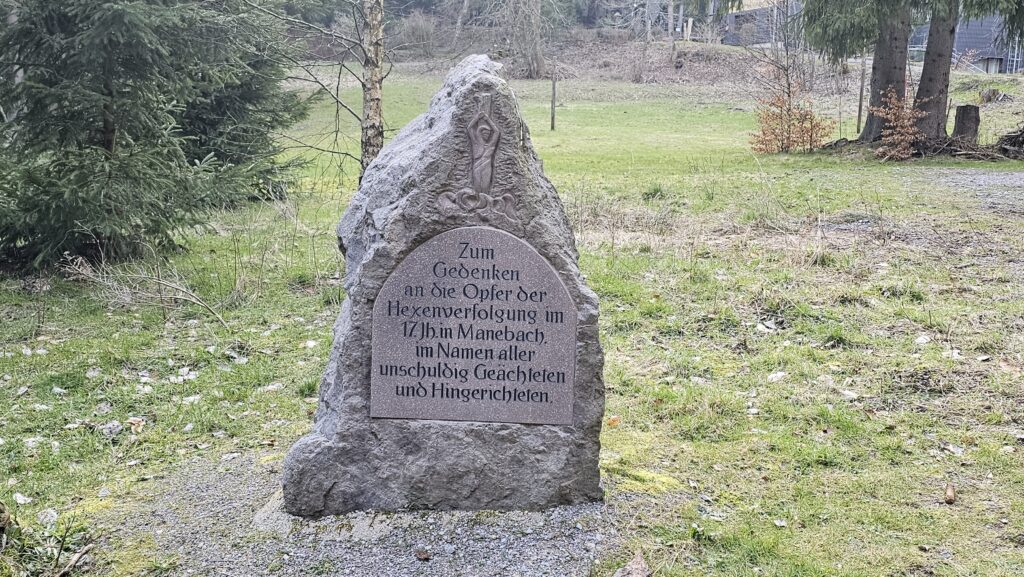 Zum
Gedenken
an die Opfer der
Hexenverfolgung im
17.Jh. in Manebach,
im Namen aller
unschuldig Geächteten
und Hingerichteten.